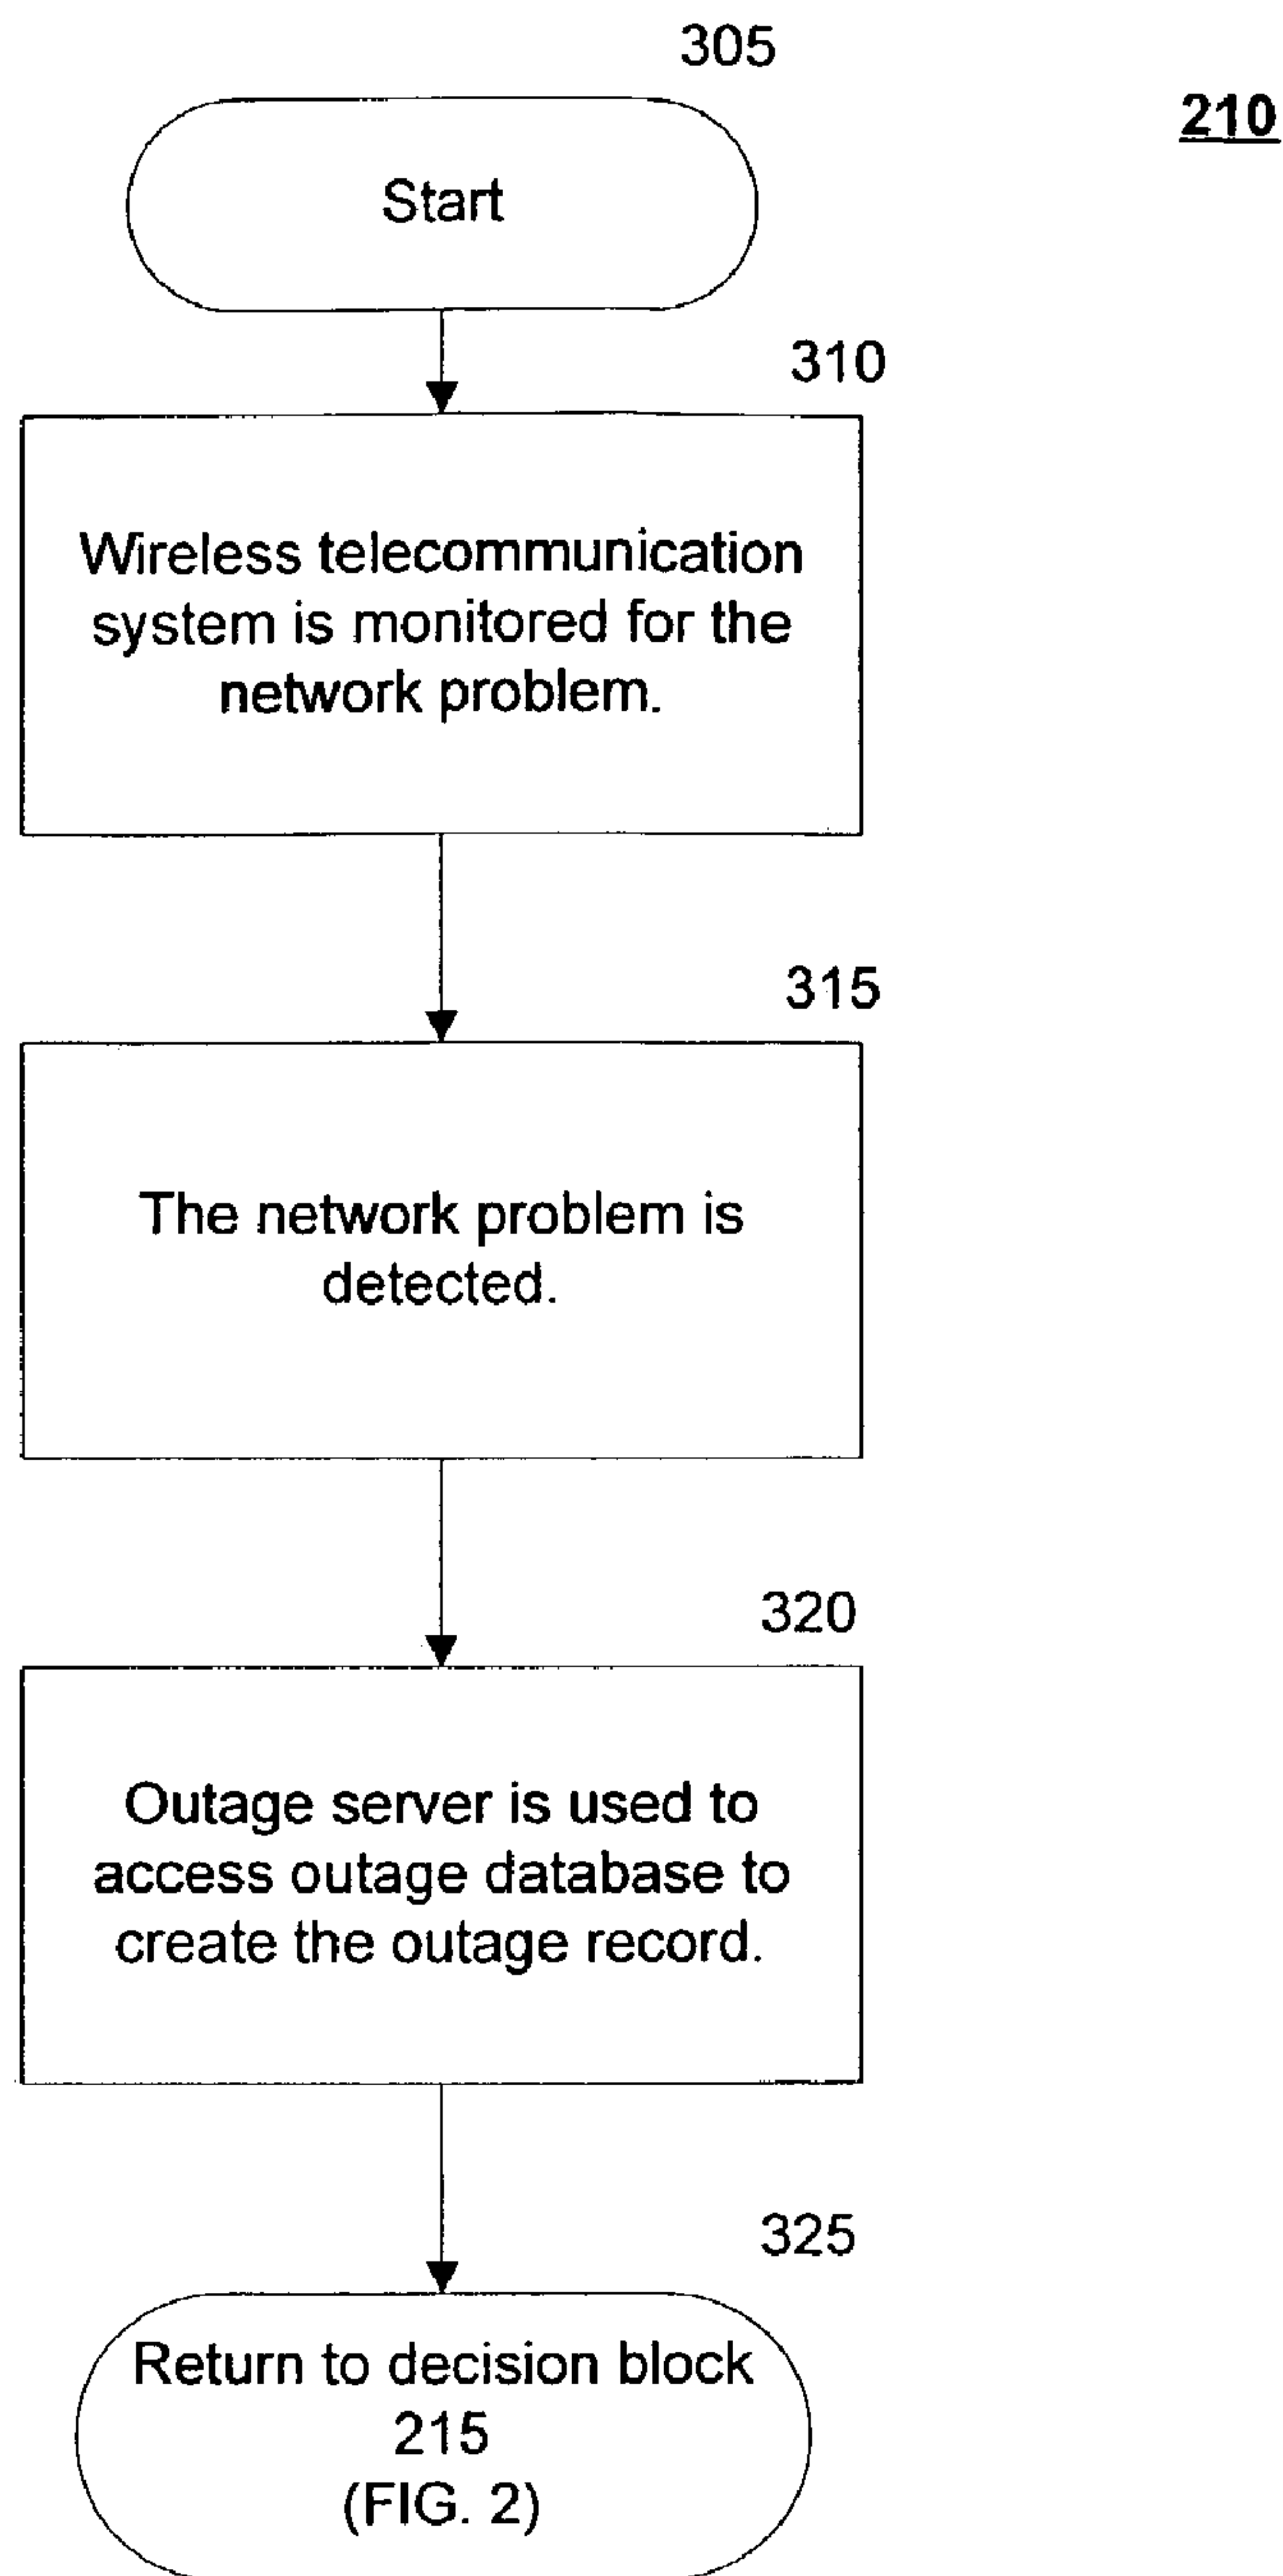 305
210
Start
310
Wireless telecommunication
system is monitored for the
network problem.
315
The network problem is
detected.
320
Outage server is used to
access outage database to
create the outage record.
325
Return to decision block
215
(FIG. 2)